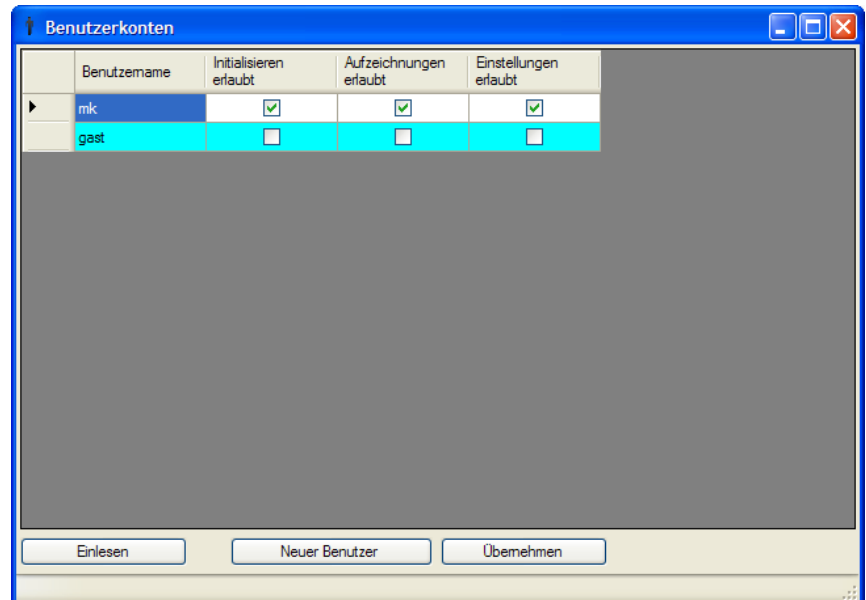 Benutzerkonten
Benutzername
Initialisieren
erlaubt
Aufzeichnungen
erlaubt
Einstellungen
erlaubt
mk
gast
Einlesen
Neuer Benutzer
Übernehmen